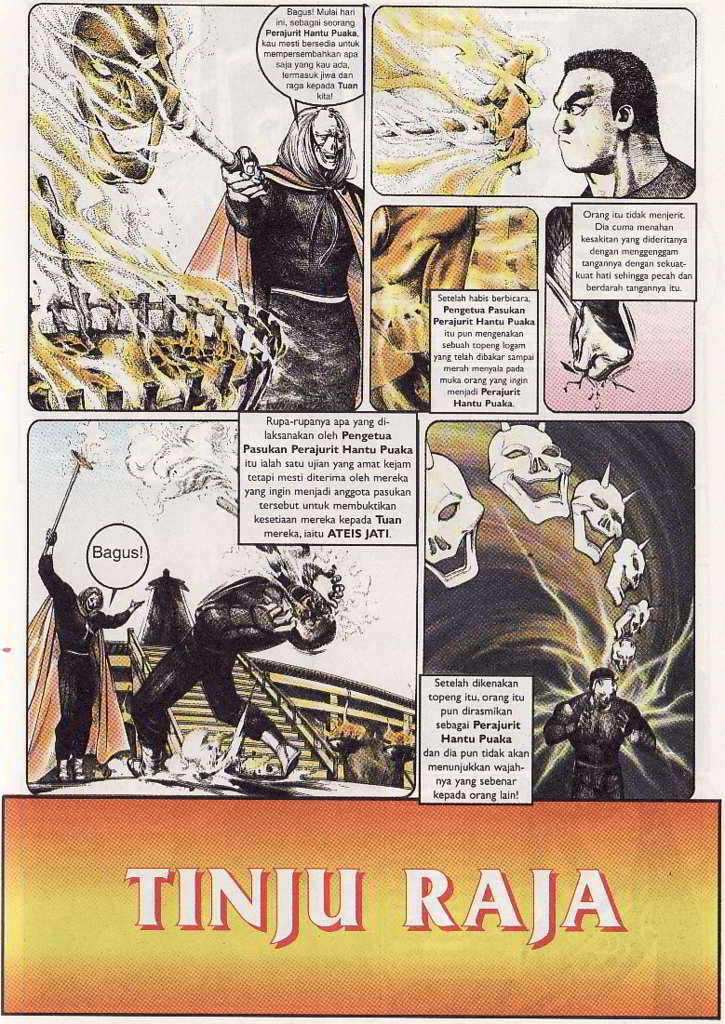 Bagus! Mulai hari
ini, sebagai seorang
Perajurit Hantu Puaka,
kau mesti bersedia untuk
mempersembahkan apa
saja yang kau ada,
termasuk jiwa dan
raga kepada Tuan
kita!
Setelah habis berbicara,
Pengetua Pasukan
Perajurit Hantu Puaka
itu pun mengenakan
sebuah topeng logam
yang telah dibakar sampai
merah menyala pada
muka orang yang ingin
menjadi Perajurit
Hantu Puaka.
Orang itu tidak menjerit.
Dia cuma menahan
kesakitan yang dideritanya
dengan menggenggam
tangannya dengan sekuat-
kuat hati sehingga pecah dan
berdarah tangannya itu.
Rupa-rupanya apa yang di-
laksanakan oleh Pengetua
Pasukan Perajurit Hantu Puaka
itu ialah satu ujian yang amat kejam
tetapi mesti diterima oleh mereka
yang ingin menjadi anggota pasukan
tersebut untuk membuktikan
kesetiaan mereka kepada Tuan
mereka, iaitu ATEIS JATI.
Bagus!
Setelah dikenakan
topeng itu, orang itu
pun dirasmikan
sebagai Perajurit
Hantu Puaka
dan dia pun tidak akan
menunjukkan wajah-
nya yang sebenar
kepada orang lain!
TINJU RAJA